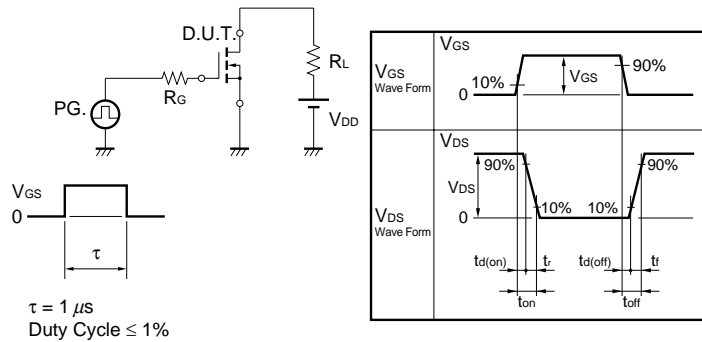 D.U.T.
RL
RG
PG.
VDD
VGS
0
τ
τ = 1 μs
Duty Cycle ≤ 1%
VGS
Wave Form
VGS
10%
VGS
90%
0
VDS
Wave Form
VDS
90%
90%
VDS
10%
10%
0
td(on)
tr
td(off)
tf
ton
toff